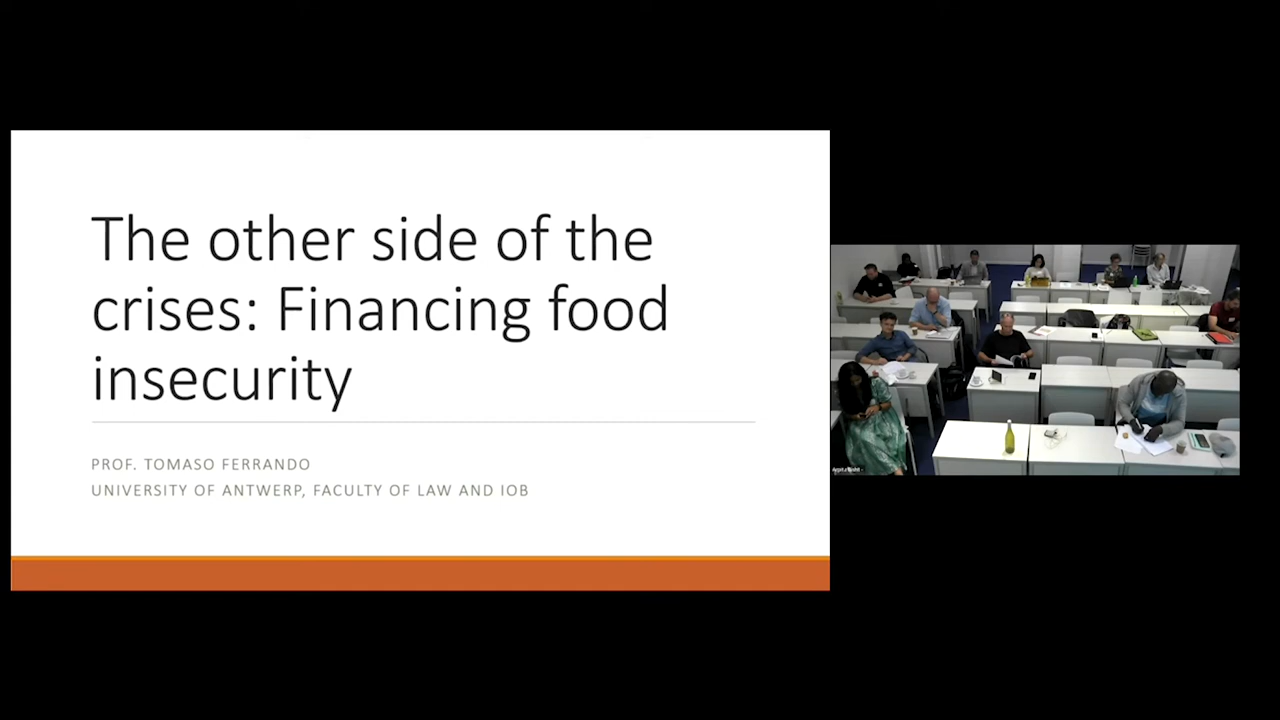 The other side of the
crises: Financing food
insecurity
PROF. TOMASO FERRANDO
UNIVERSITY OF ANTWERP, FACULTY OF LAW AND IOB